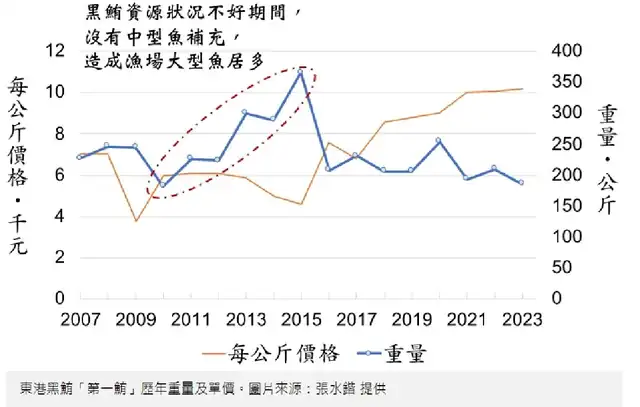 黑鮪資源狀況不好期間，
沒有中型魚補充，
造成漁場大型魚居多
每公斤價格・千元
12
10
8
6
4
2
0
重量・公斤
400
350
300
250
200
150
100
50
0
2007 2009 2011 2013 2015 2017 2019 2021 2023
每公斤價格 重量
東港黑鮪「第一鮪」歷年重量及單價。圖片來源：張水鍇 提供